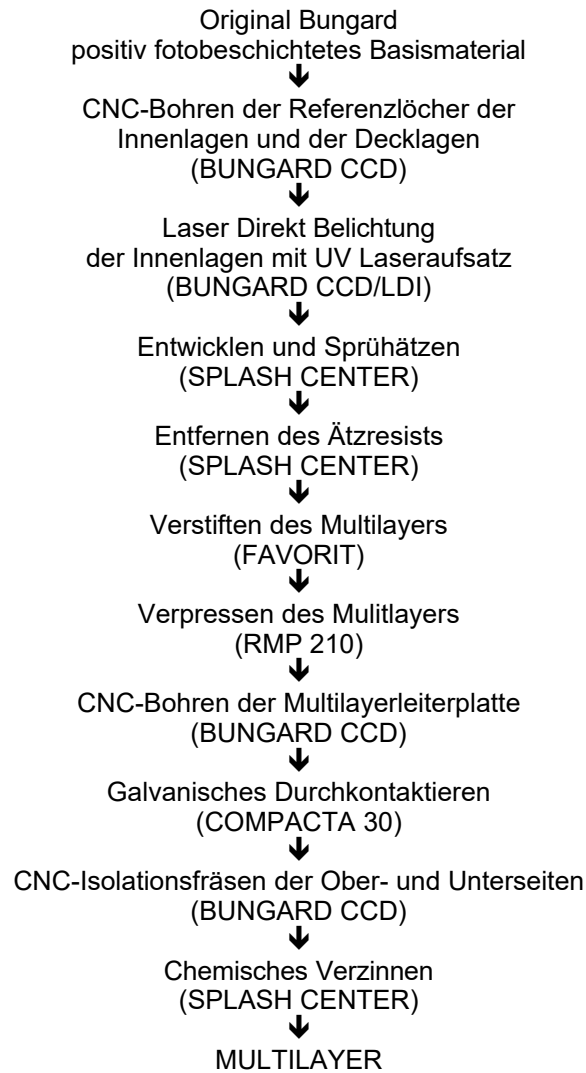 Original Bungard
positiv fotobeschichtetes Basismaterial
🡻
CNC-Bohren der Referenzlöcher der
Innenlagen und der Decklagen
(BUNGARD CCD)
🡻
Laser Direkt Belichtung
der Innenlagen mit UV Laseraufsatz
(BUNGARD CCD/LDI)
🡻
Entwicklen und Sprühätzen
(SPLASH CENTER)
🡻
Entfernen des Ätzresists
(SPLASH CENTER)
🡻
Verstiften des Multilayers
(FAVORIT)
🡻
Verpressen des Mulitlayers
(RMP 210)
🡻
CNC-Bohren der Multilayerleiterplatte
(BUNGARD CCD)
🡻
Galvanisches Durchkontaktieren
(COMPACTA 30)
🡻
CNC-Isolationsfräsen der Ober- und Unterseiten
(BUNGARD CCD)
🡻
Chemisches Verzinnen
(SPLASH CENTER)
🡻
MULTILAYER